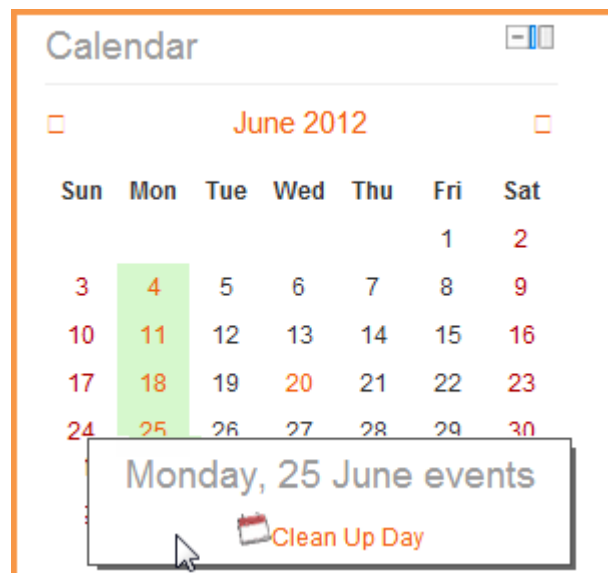 Calendar
June 2012
Sun Mon Tue Wed Thu Fri Sat
1 2
3 4 5 6 7 8 9
10 11 12 13 14 15 16
17 18 19 20 21 22 23
24 25 26 27 28 29 30
Monday, 25 June events
Clean Up Day